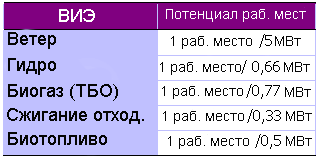 ВИЭ Потенциал раб. мест
Ветер 1 раб. место /5МВт
Гидро 1 раб. место/ 0,66 МВт
Биогаз (ТБО) 1 раб. место /0,77 МВт
Сжигание отход. 1 раб. место /0,33 МВт
Биотопливо 1 раб. место /0,5 МВт